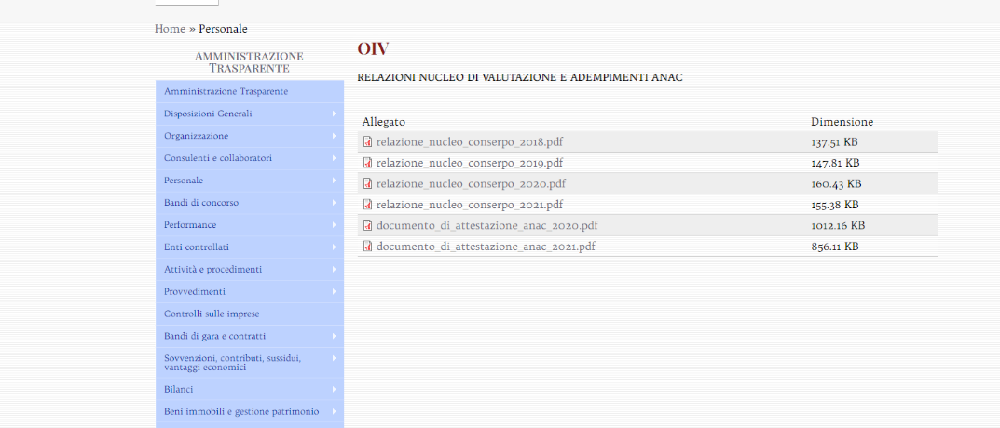 Home » Personale
Amministrazione
Trasparente
Amministrazione Trasparente
Disposizioni Generali
Organizzazione
Consulenti e collaboratori
Personale
Bandi di concorso
Performance
Enti controllati
Attività e procedimenti
Provvedimenti
Controlli sulle imprese
Bandi di gara e contratti
Sovvenzioni, contributi, sussidui,
vantaggi economici
Bilanci
Beni immobili e gestione patrimonio
OIV
RELAZIONI NUCLEO DI VALUTAZIONE E ADEMPIMENTI ANAC
Allegato Dimensione
relazione_nucleo_conserpo_2018.pdf 137.51 KB
relazione_nucleo_conserpo_2019.pdf 147.81 KB
relazione_nucleo_conserpo_2020.pdf 160.43 KB
relazione_nucleo_conserpo_2021.pdf 155.38 KB
documento_di_attestazione_anac_2020.pdf 1012.16 KB
documento_di_attestazione_anac_2021.pdf 856.11 KB